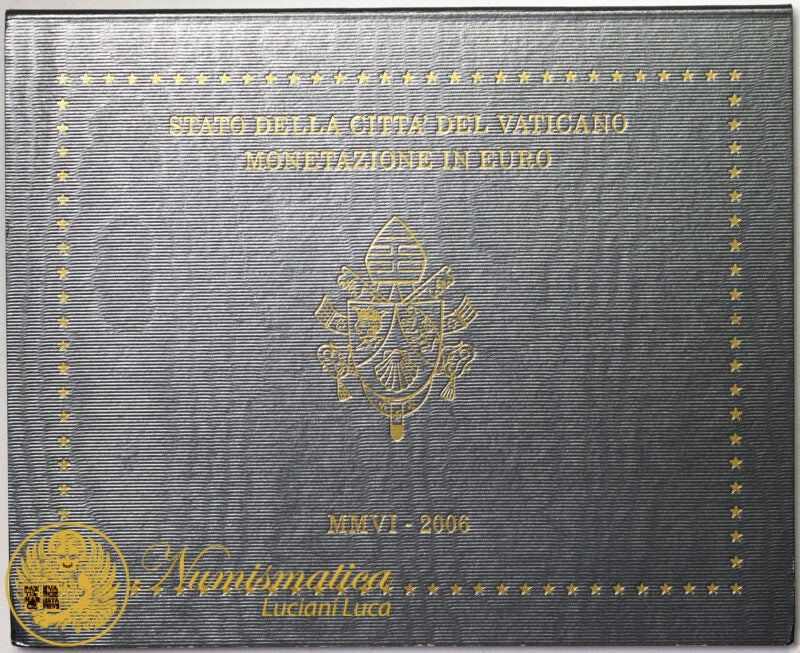 STATO DELLA CITTA' DEL VATICANO
MONETAZIONE IN EURO
MMVI - 2006
Numismatica
Luciani Luca